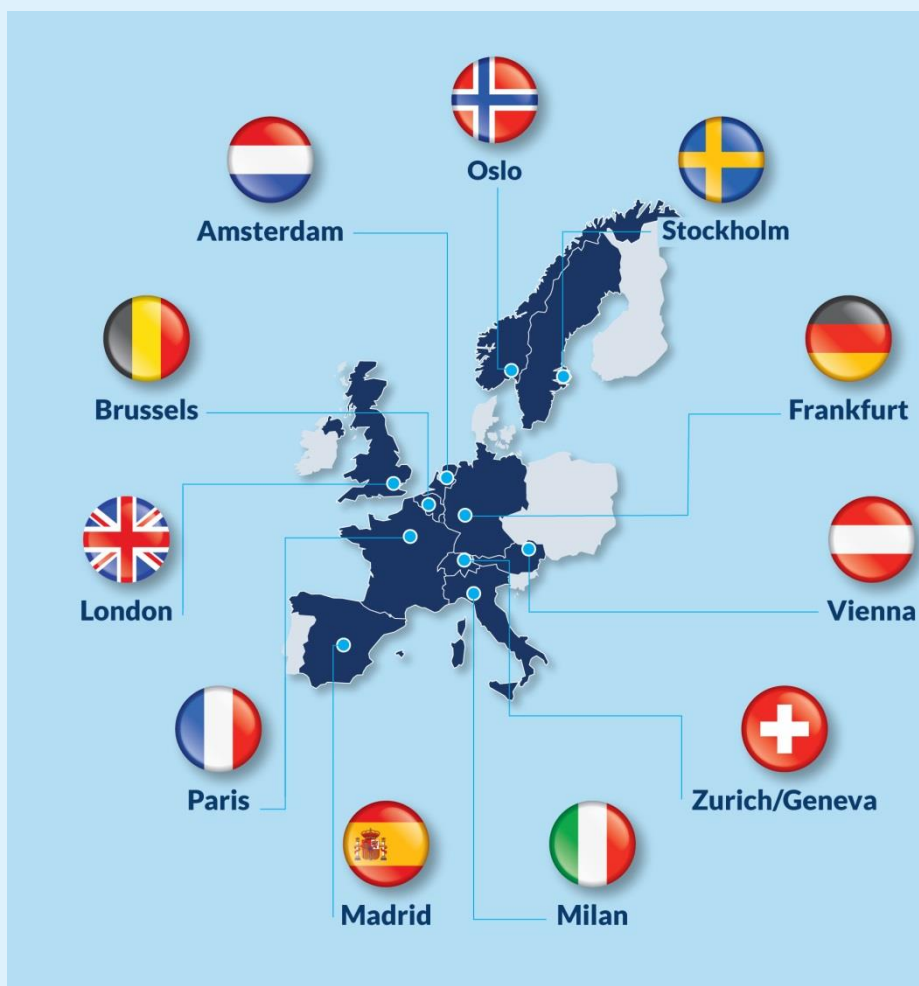 Oslo
Amsterdam
Stockholm
Brussels
Frankfurt
London
Vienna
Paris
Zurich/Geneva
Madrid
Milan